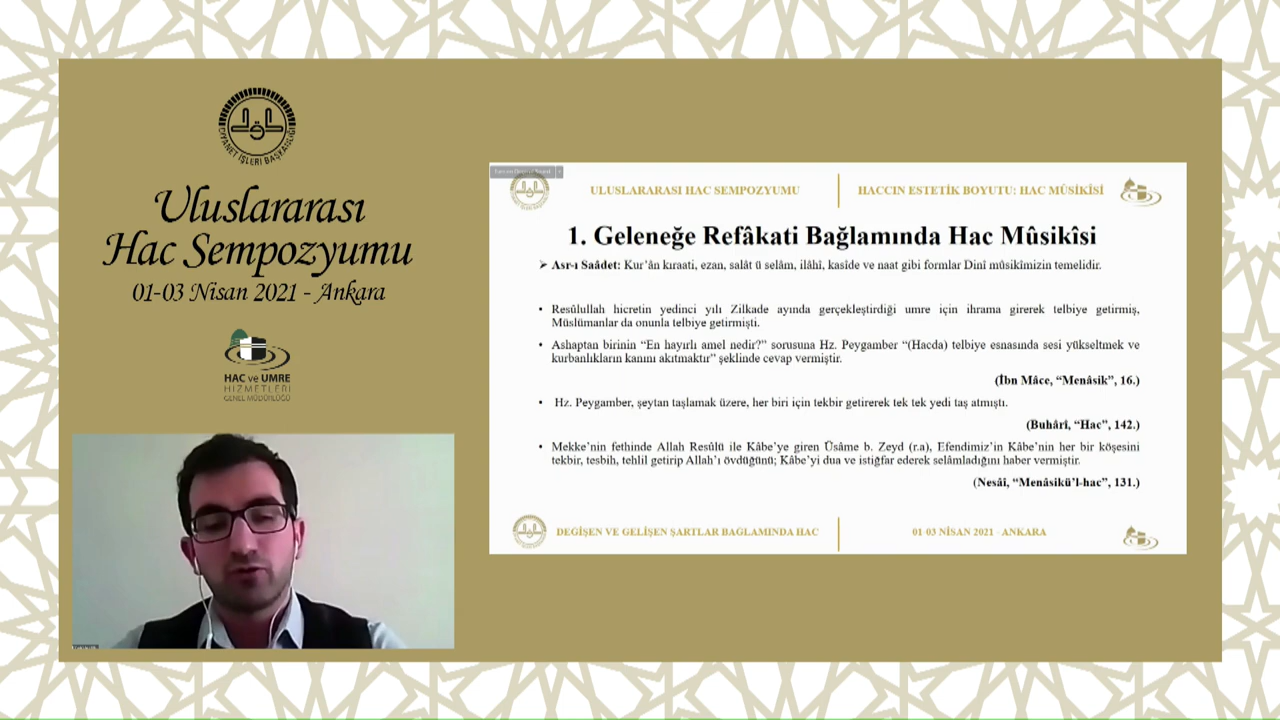 DİYANET İŞLERİ BAŞKANLIĞI
Uluslararası
Hac Sempozyumu
01-03 Nisan 2021 - Ankara
HAC ve UMRE
HİZMETLERİ
GENEL MÜDÜRLÜĞÜ
ULUSLARARASI HAC SEMPOZYUMU
HACCIN ESTETİK BOYUTU: HAC MÛSİKÎSİ
1. Geleneğe Refâkati Bağlamında Hac Mûsikîsi
➤ Asr-ı Saâdet: Kur'ân kıraati, ezan, salât ü selâm, ilâhî, kasîde ve naat gibi formlar Dinî mûsikîmizin temelidir.
• Resûlullah hicretin yedinci yılı Zilkade ayında gerçekleştirdiği umre için ihrama girerek telbiye getirmiş,
Müslümanlar da onunla telbiye getirmişti.
• Ashaptan birinin “En hayırlı amel nedir?” sorusuna Hz. Peygamber “(Hacda) telbiye esnasında sesi yükseltmek ve
kurbanlıkların kanını akıtmaktır” şeklinde cevap vermiştir.
(İbn Mâce, “Menâsik”, 16.)
• Hz. Peygamber, şeytan taşlamak üzere, her biri için tekbir getirerek tek tek yedi taş atmıştı.
(Buhârî, “Hac”, 142.)
• Mekke'nin fethinde Allah Resûlü ile Kâbe'ye giren Üsâme b. Zeyd (r.a), Efendimiz'in Kâbe'nin her bir köşesini
tekbir, tesbih, tehlil getirip Allah'ı övdüğünü; Kâbe'yi dua ve istiğfar ederek selâmladığını haber vermiştir.
(Nesâî, “Menâsikü'l-hac”, 131.)
DEĞİŞEN VE GELİŞEN ŞARTLAR BAĞLAMINDA HAC
01-03 NİSAN 2021 - ANKARA